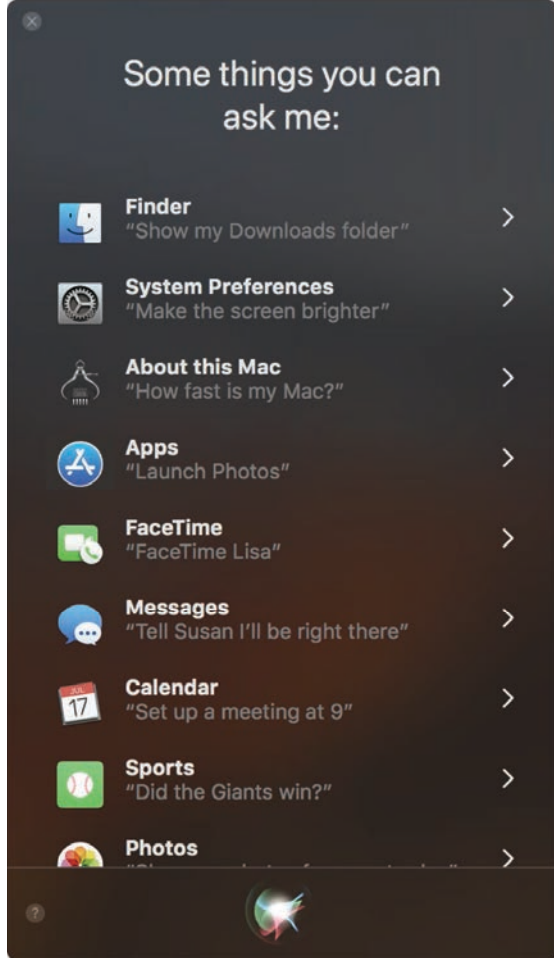 Some things you can
ask me:
Finder
“Show my Downloads folder”
System Preferences
“Make the screen brighter”
About this Mac
“How fast is my Mac?”
Apps
“Launch Photos”
FaceTime
“FaceTime Lisa”
Messages
“Tell Susan I’ll be right there”
JUL
17
Calendar
“Set up a meeting at 9”
Sports
“Did the Giants win?”
Photos
?